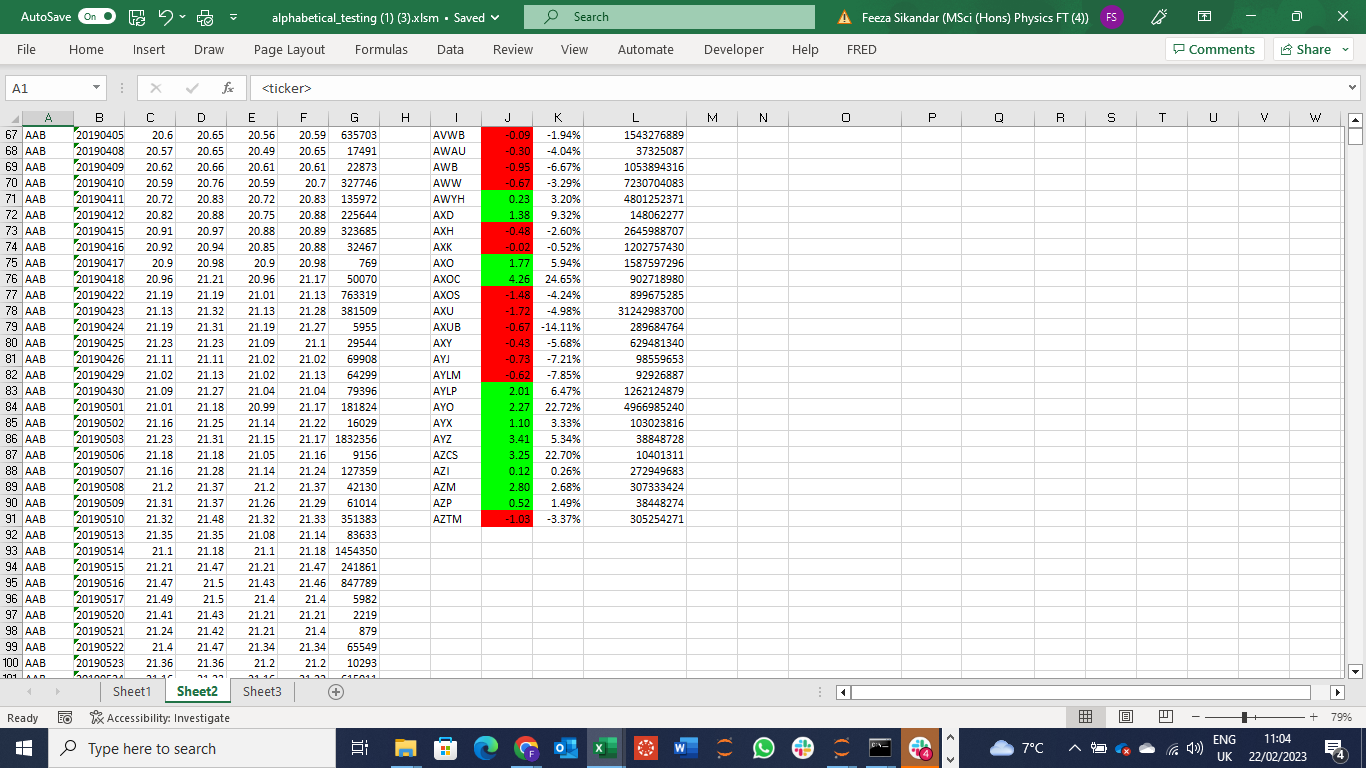 AutoSave On alphabetical_testing (1) (3).xlsm • Saved Search Feeza Sikandar (MSci (Hons) Physics FT (4)) FS
File Home Insert Draw Page Layout Formulas Data Review View Automate Developer Help FRED Comments Share
A1 fx <ticker>
A B C D E F G H I J K L M N O P Q R S T U V W
67 AAB 20190405 20.6 20.65 20.56 20.59 635703 AVWB -0.09 -1.94% 1543276889
68 AAB 20190408 20.57 20.65 20.49 20.65 17491 AWAU -0.30 -4.04% 37325087
69 AAB 20190409 20.62 20.66 20.61 20.61 22873 AWB -0.95 -6.67% 1053894316
70 AAB 20190410 20.59 20.76 20.59 20.7 327746 AWW -0.67 -3.29% 7230704083
71 AAB 20190411 20.72 20.83 20.72 20.83 135972 AWYH 0.23 3.20% 4801252371
72 AAB 20190412 20.82 20.88 20.75 20.88 225644 AXD 1.38 9.32% 148062277
73 AAB 20190415 20.91 20.97 20.88 20.89 323685 AXH -0.48 -2.60% 2645988707
74 AAB 20190416 20.92 20.94 20.85 20.88 32467 AXK -0.02 -0.52% 1202757430
75 AAB 20190417 20.9 20.98 20.9 20.98 769 AXO 1.77 5.94% 1587597296
76 AAB 20190418 20.96 21.21 20.96 21.17 50070 AXOC 4.26 24.65% 902718980
77 AAB 20190422 21.19 21.19 21.01 21.13 763319 AXOS -1.48 -4.24% 899675285
78 AAB 20190423 21.13 21.32 21.13 21.28 381509 AXU -1.72 -4.98% 31242983700
79 AAB 20190424 21.19 21.31 21.19 21.27 5955 AXUB -0.67 -14.11% 289684764
80 AAB 20190425 21.23 21.23 21.09 21.1 29544 AXY -0.43 -5.68% 629481340
81 AAB 20190426 21.11 21.11 21.02 21.02 69908 AYJ -0.73 -7.21% 98559653
82 AAB 20190429 21.02 21.13 21.02 21.13 64299 AYLM -0.62 -7.85% 92926887
83 AAB 20190430 21.09 21.27 21.04 21.04 79396 AYLP 2.01 6.47% 1262124879
84 AAB 20190501 21.01 21.18 20.99 21.17 181824 AYO 2.27 22.72% 4966985240
85 AAB 20190502 21.16 21.25 21.14 21.22 16029 AYX 1.10 3.33% 103023816
86 AAB 20190503 21.23 21.31 21.15 21.17 1832356 AYZ 3.41 5.34% 38848728
87 AAB 20190506 21.18 21.18 21.05 21.16 9156 AZCS 3.25 22.70% 10401311
88 AAB 20190507 21.16 21.28 21.14 21.24 127359 AZI 0.12 0.26% 272949683
89 AAB 20190508 21.2 21.37 21.2 21.37 42130 AZM 2.80 2.68% 307333424
90 AAB 20190509 21.31 21.37 21.26 21.29 61014 AZP 0.52 1.49% 38448274
91 AAB 20190510 21.32 21.48 21.32 21.33 351383 AZTM -1.03 -3.37% 305254271
92 AAB 20190513 21.35 21.35 21.08 21.14 83633
93 AAB 20190514 21.1 21.18 21.1 21.18 1454350
94 AAB 20190515 21.21 21.47 21.21 21.47 241861
95 AAB 20190516 21.47 21.5 21.43 21.46 847789
96 AAB 20190517 21.49 21.5 21.4 21.4 5982
97 AAB 20190520 21.41 21.43 21.21 21.21 2219
98 AAB 20190521 21.24 21.42 21.21 21.4 879
99 AAB 20190522 21.4 21.47 21.34 21.34 65549
100 AAB 20190523 21.36 21.36 21.2 21.2 10293
Sheet1 Sheet2 Sheet3
Ready Accessibility: Investigate 79%
Type here to search 4 7°C ENG UK 11:04 22/02/2023 4